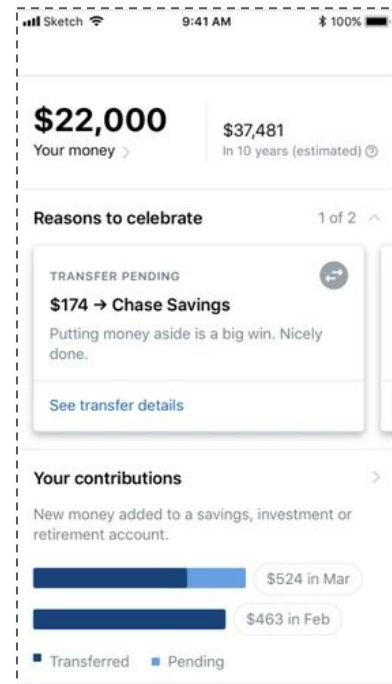 Sketch 9:41 AM 100%
$22,000 $37,481
Your money > In 10 years (estimated) ?
Reasons to celebrate 1 of 2
TRANSFER PENDING
$174 → Chase Savings
Putting money aside is a big win. Nicely
done.
See transfer details
Your contributions >
New money added to a savings, investment or
retirement account.
$524 in Mar
$463 in Feb
Transferred Pending